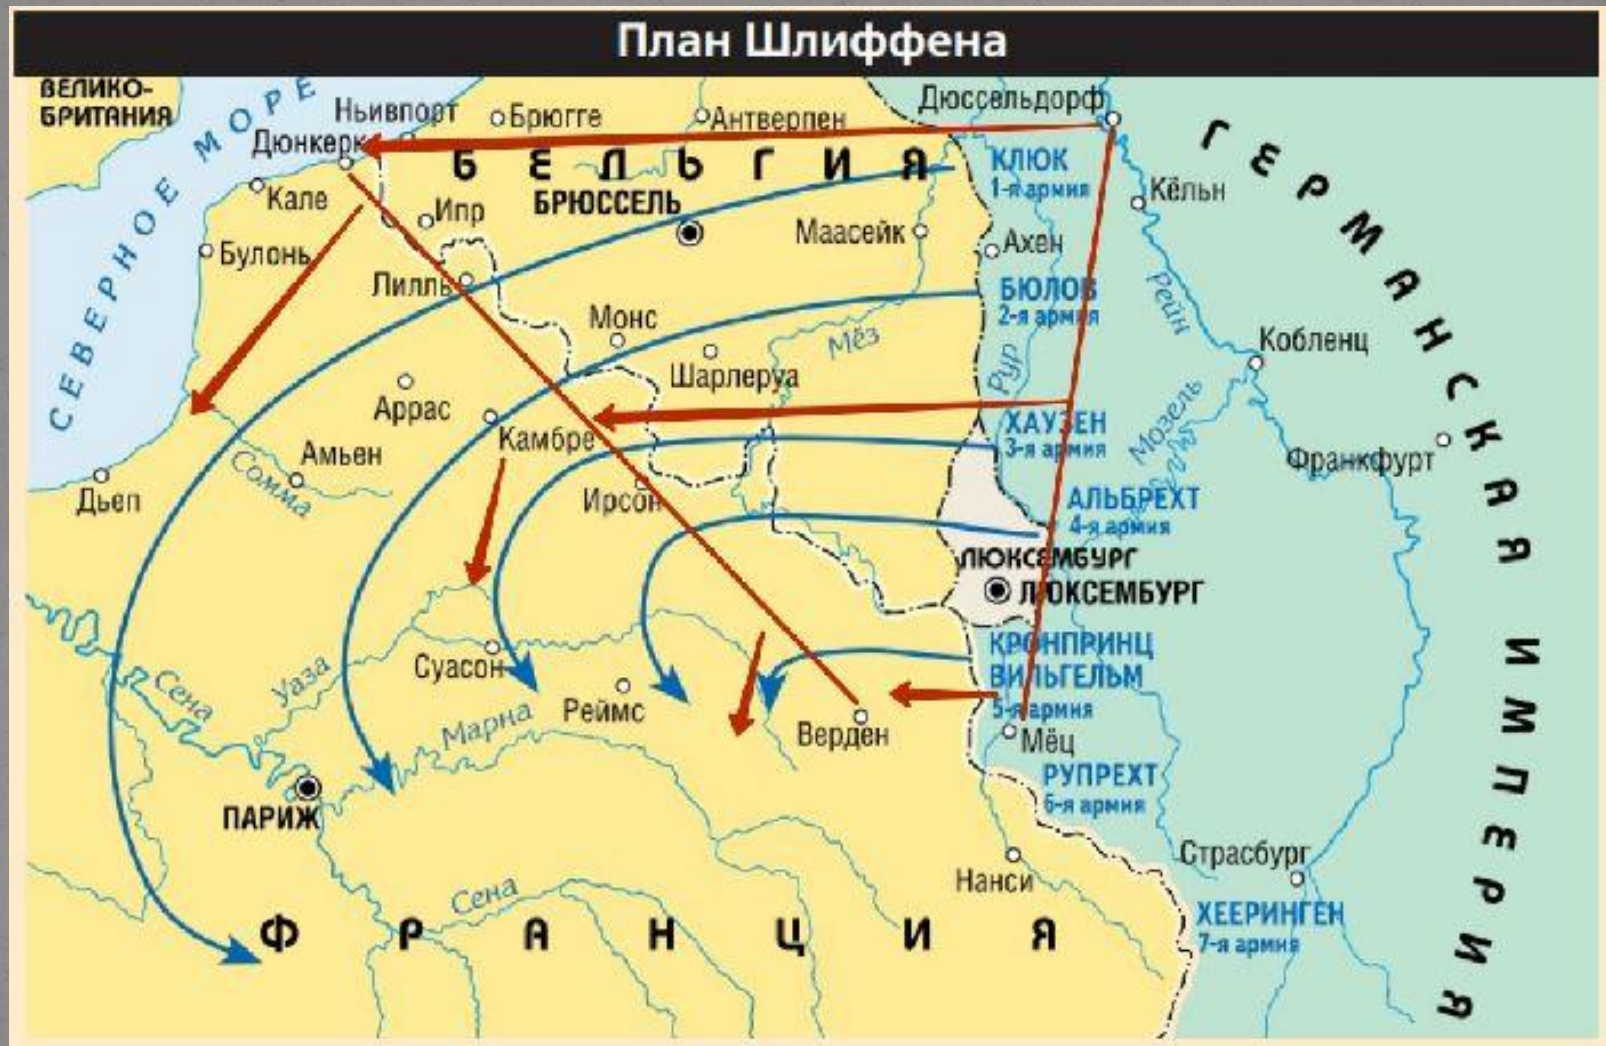 План Шлиффена
ВЕЛИКО-
БРИТАНИЯ
СЕВЕРНОЕ МОРЕ
Ньивпорт
Брюгге
Антверпен
Дюссельдорф
Дюнкерк
БЕЛЬГИЯ
КЛЮК
1-я армия
ГЕРМАНСКАЯ ИМПЕРИЯ
Кале
Ипр
БРЮССЕЛЬ
Маасейк
Кёльн
Ахен
Булонь
Лилль
БЮЛОВ
2-я армия
Рейн
Монс
Мёз
Кобленц
Шарлеруа
Рур
Аррас
Камбре
ХАУЗЕН
3-я армия
Мозель
Амьен
Сомма
Франкфурт
Дьеп
Ирсон
АЛЬБРЕХТ
4-я армия
ЛЮКСЕМБУРГ
ЛЮКСЕМБУРГ
КРОНПРИНЦ
ВИЛЬГЕЛЬМ
5-я армия
Суасон
Уаза
Сена
Реймс
Марна
Верден
Мёц
РУПРЕХТ
6-я армия
ПАРИЖ
Страсбург
Нанси
Сена
ХЕЕРИНГЕН
7-я армия
ФРАНЦИЯ